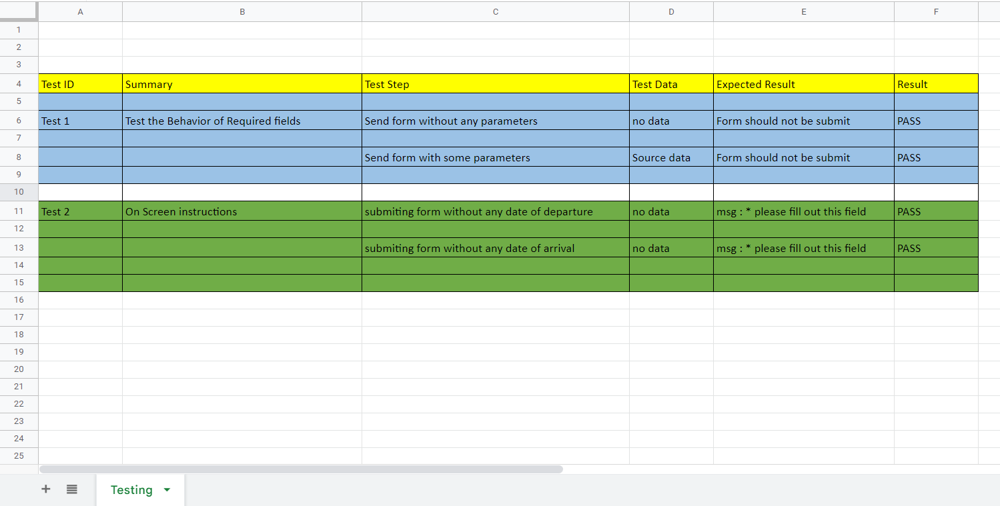 A B C D E F
1
2
3
4 Test ID Summary Test Step Test Data Expected Result Result
5
6 Test 1 Test the Behavior of Required fields Send form without any parameters no data Form should not be submit PASS
7
8 Send form with some parameters Source data Form should not be submit PASS
9
10
11 Test 2 On Screen instructions submiting form without any date of departure no data msg : * please fill out this field PASS
12
13 submiting form without any date of arrival no data msg : * please fill out this field PASS
14
15
16
17
18
19
20
21
22
23
24
25
Testing